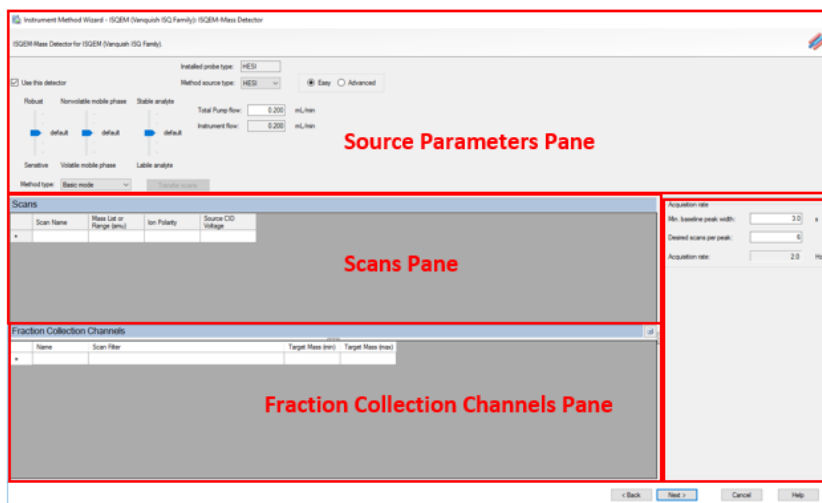 Instrument Method Wizard - ISQEM (Vanquish ISQ Family): ISQEM-Mass Detector
ISQEM-Mass Detector for ISQEM (Vanquish ISQ Family).
Installed probe type: HESI
Use this detector Method source type: HESI Easy Advanced
Robust Nonvolatile mobile phase Stable analyte
Total Pump flow: 0.200 mL/min
default default default
Instrument flow: 0.200 mL/min
Source Parameters Pane
Sensitive Volatile mobile phase Labile analyte
Method type: Basic mode Transfer scans
Scans
Scan Name Mass List or Range (amu) Ion Polarity Source CID Voltage
Scans Pane
Acquisition rate
Min. baseline peak width: 3.0 s
Desired scans per peak: 6
Acquisition rate: 2.0 Hz
Fraction Collection Channels
Name Scan Filter Target Mass (min) Target Mass (max)
Fraction Collection Channels Pane
< Back Next > Cancel Help